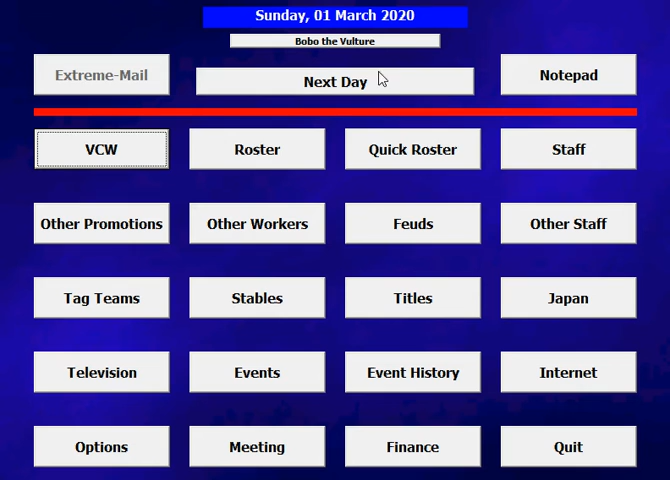 Sunday, 01 March 2020
Bobo the Vulture
Extreme-Mail
Next Day
Notepad
VCW
Roster
Quick Roster
Staff
Other Promotions
Other Workers
Feuds
Other Staff
Tag Teams
Stables
Titles
Japan
Television
Events
Event History
Internet
Options
Meeting
Finance
Quit